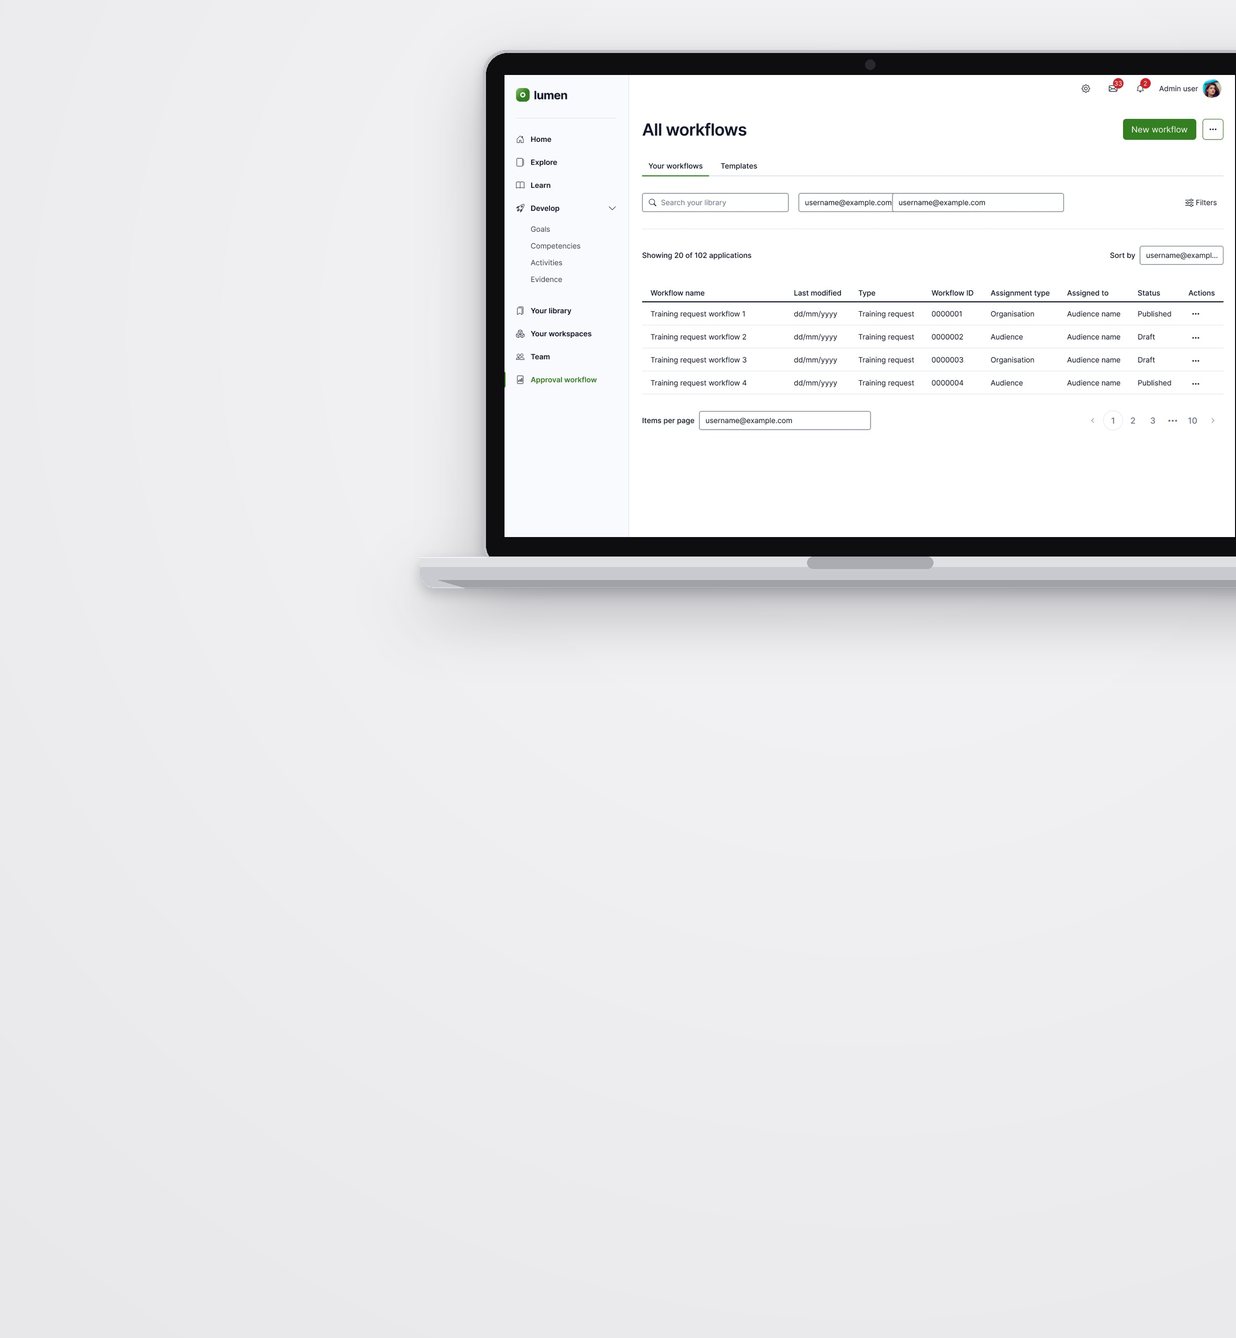 lumen
Home
Explore
Learn
Develop
Goals
Competencies
Activities
Evidence
Your library
Your workspaces
Team
Approval workflow
2
Admin user
All workflows
New workflow
Your workflows Templates
Search your library
username@example.com
username@example.com
Filters
Showing 20 of 102 applications
Sort by username@exampl...
Workflow name Last modified Type Workflow ID Assignment type Assigned to Status Actions
Training request workflow 1 dd/mm/yyyy Training request 0000001 Organisation Audience name Published
Training request workflow 2 dd/mm/yyyy Training request 0000002 Audience Audience name Draft
Training request workflow 3 dd/mm/yyyy Training request 0000003 Organisation Audience name Draft
Training request workflow 4 dd/mm/yyyy Training request 0000004 Audience Audience name Published
Items per page username@example.com
1 2 3 ••• 10